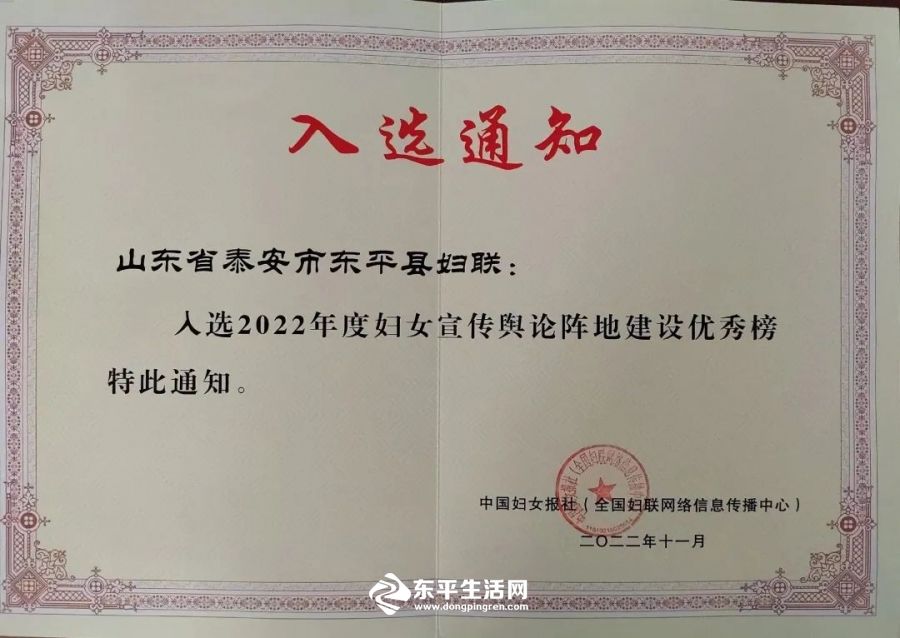 入选通知
山东省泰安市东平县妇联：
入选2022年度妇女宣传舆论阵地建设优秀榜
特此通知。
中国妇女报社（全国妇联网络信息传播中心）
二〇二二年十一月
东平生活网
www.dongpingren.com